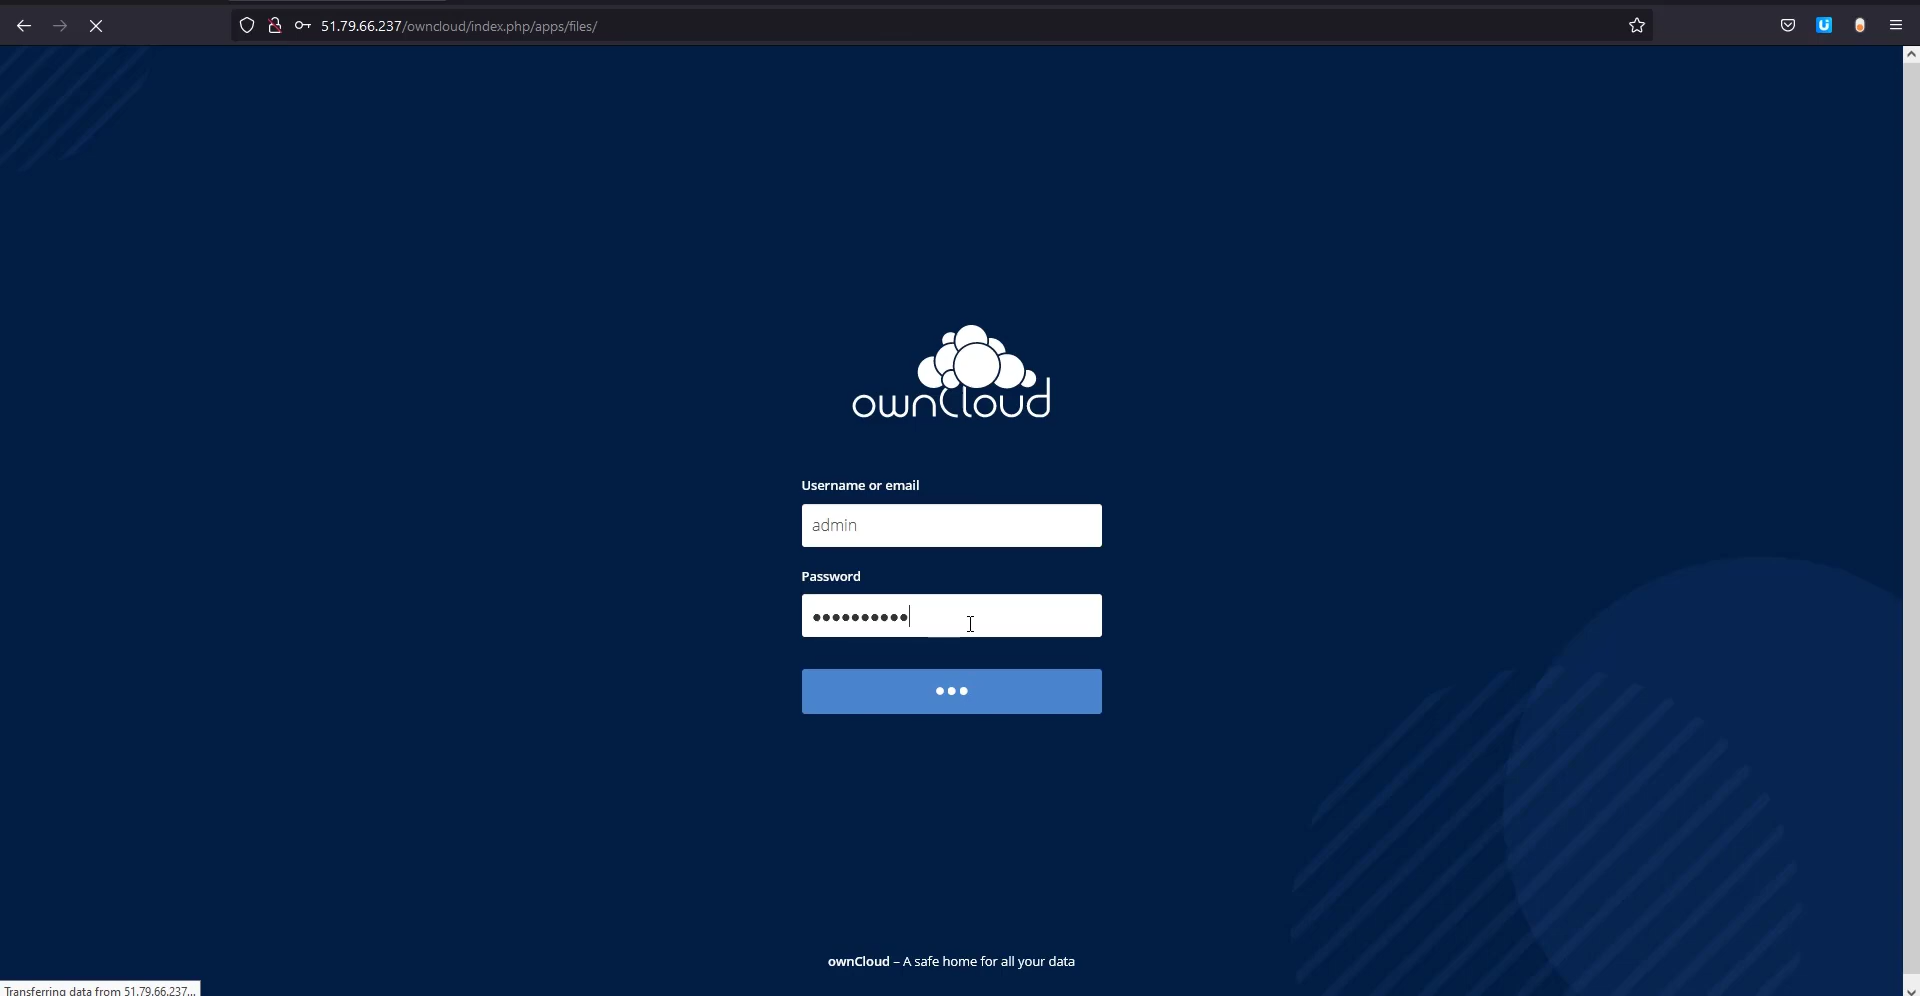 51.79.66.237/owncloud/index.php/apps/files/
ownCloud
Username or email
admin
Password
ownCloud – A safe home for all your data
Transferring data from 51.79.66.237...